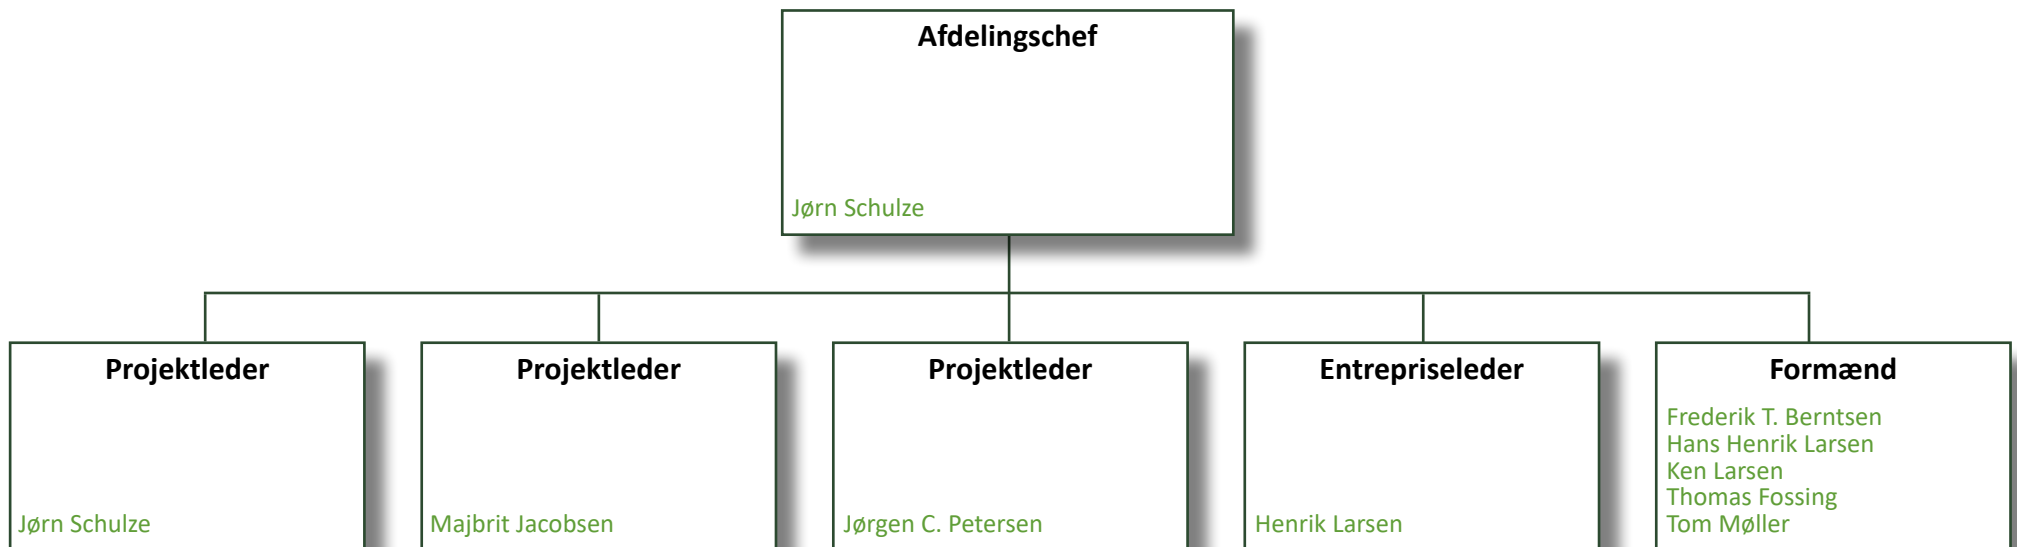 Afdelingschef
Jørn Schulze
Projektleder
Jørn Schulze
Projektleder
Majbrit Jacobsen
Projektleder
Jørgen C. Petersen
Entrepriseleder
Henrik Larsen
Formænd
Frederik T. Berntsen
Hans Henrik Larsen
Ken Larsen
Thomas Fossing
Tom Møller